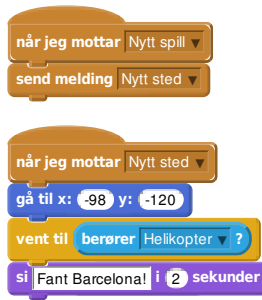 når jeg mottar Nytt spill
send melding Nytt sted
når jeg mottar Nytt sted
gå til x: -98 y: -120
vent til berører Helikopter ?
si Fant Barcelona! i 2 sekunder